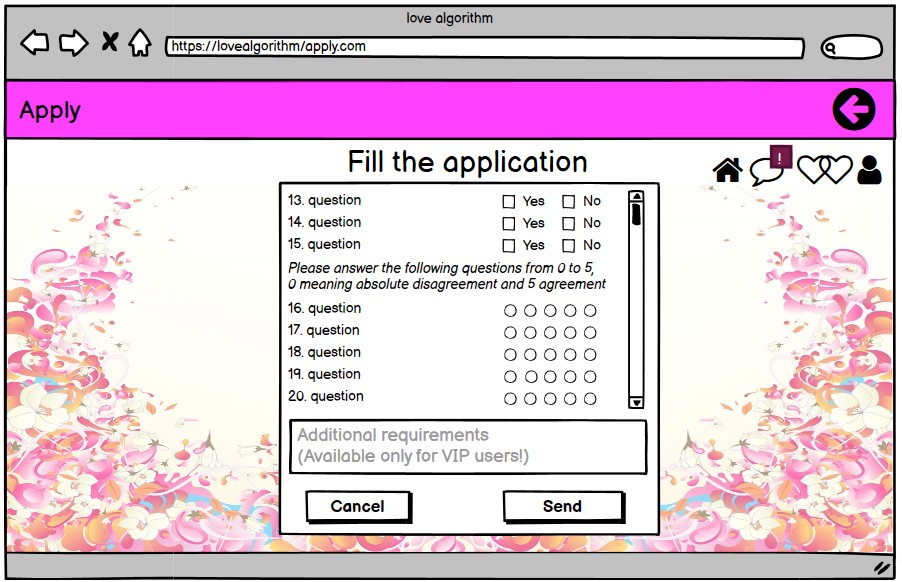 love algorithm
https://lovealgorithm/apply.com
Apply
Fill the application
!
13. question Yes No
14. question Yes No
15. question Yes No
Please answer the following questions from 0 to 5,
0 meaning absolute disagreement and 5 agreement
16. question
17. question
18. question
19. question
20. question
Additional requirements
(Available only for VIP users!)
Cancel Send